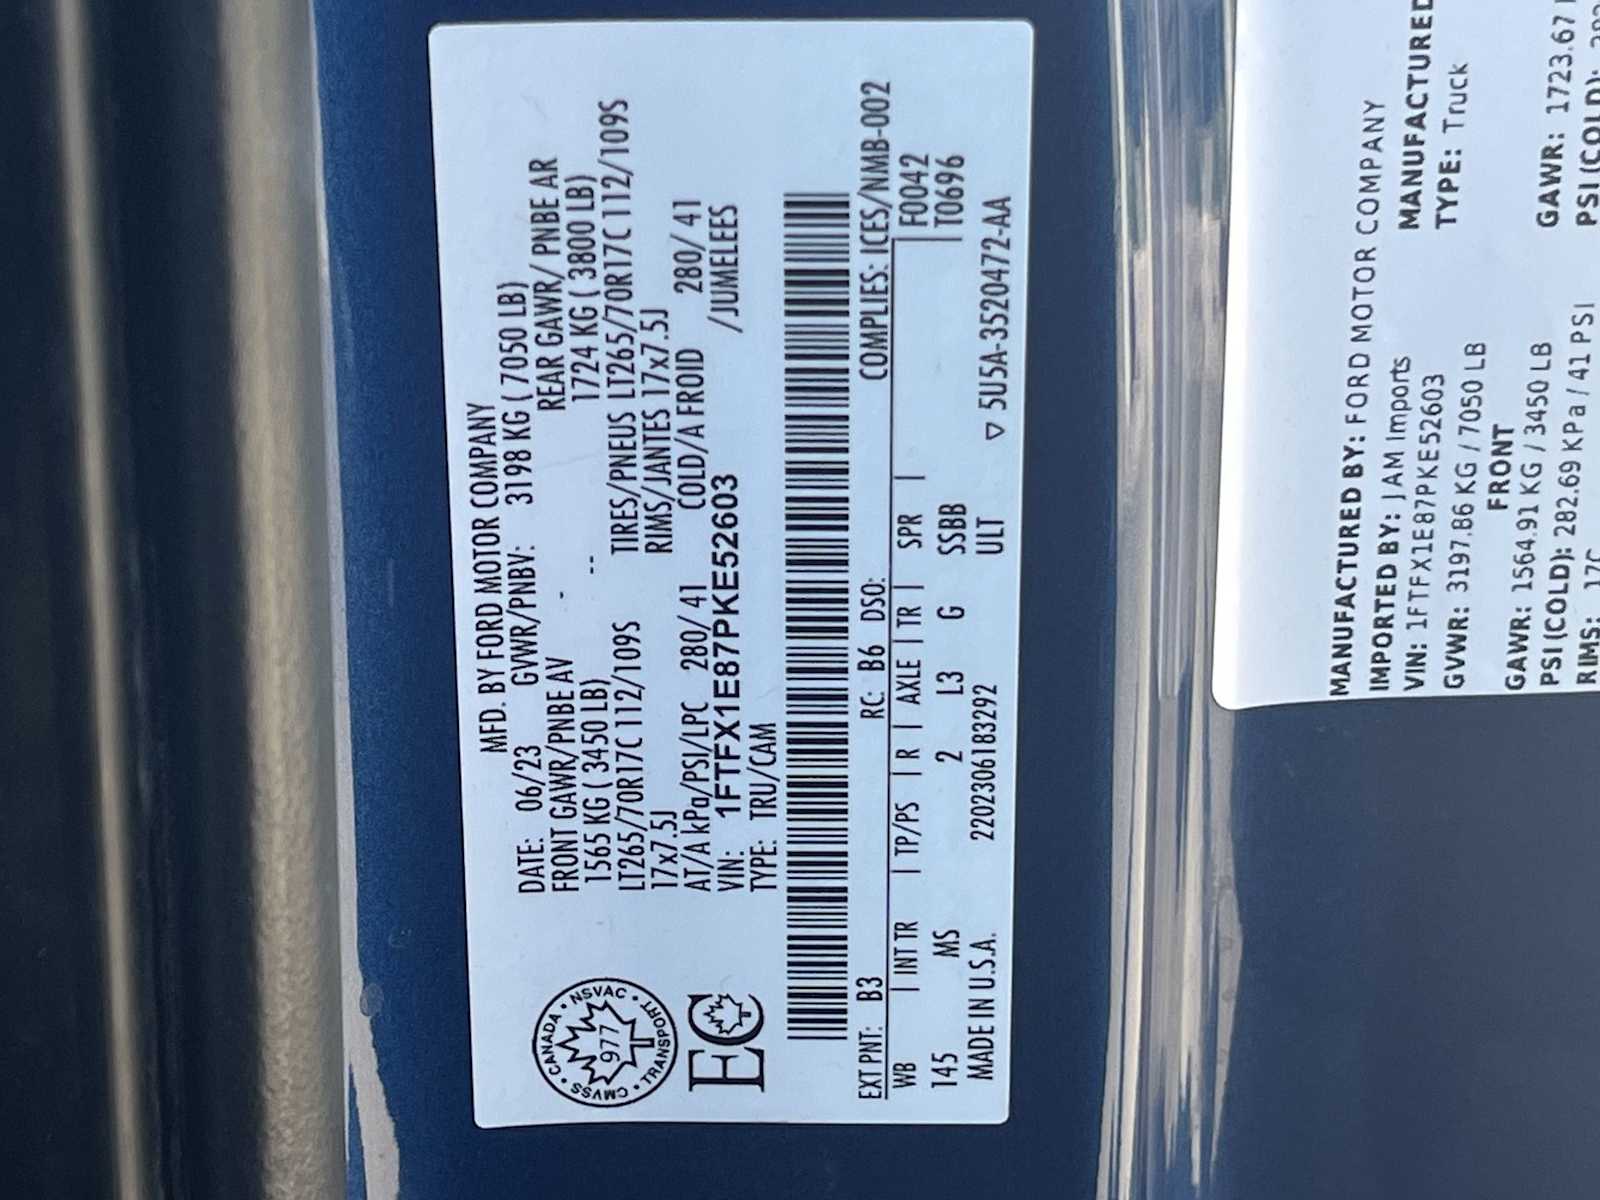 MFD. BY FORD MOTOR COMPANY
DATE: 06/23 GVWR/PNBV: 3198 KG ( 7050 LB)
FRONT GAWR/PNBE AV - REAR GAWR/ PNBE AR
1565 KG ( 3450 LB) -- 1724 KG ( 3800 LB)
LT265/70R17C 112/109S TIRES/PNEUS LT265/70R17C 112/109S
17x7.5J RIMS/JANTES 17x7.5J
AT/A kPa/PSI/LPC 280/ 41 COLD/A FROID 280/ 41
VIN: 1FTFX1E87PKE52603 /JUMELEES
TYPE: TRU/CAM
CANADA • NSVAC • TRANSPORT • CMVSS •
977
EC
EXT PNT: B3 RC: B6 DSO: COMPLIES: ICES/NMB-002
WB | INT TR | TP/PS | R | AXLE | TR | SPR | F0042
145 MS 2 L3 G SSBB T0696
MADE IN U.S.A. 2202306183292 ULT ▽ 5U5A-3520472-AA
MANUFACTURED BY: FORD MOTOR COMPANY
IMPORTED BY: JAM Imports MANUFACTURED
VIN: 1FTFX1E87PKE52603 TYPE: Truck
GVWR: 3197.86 KG / 7050 LB
FRONT
GAWR: 1564.91 KG / 3450 LB GAWR: 1723.67
PSI (COLD): 282.69 KPa / 41 PSI PSI (COLD):
RIMS: 17C